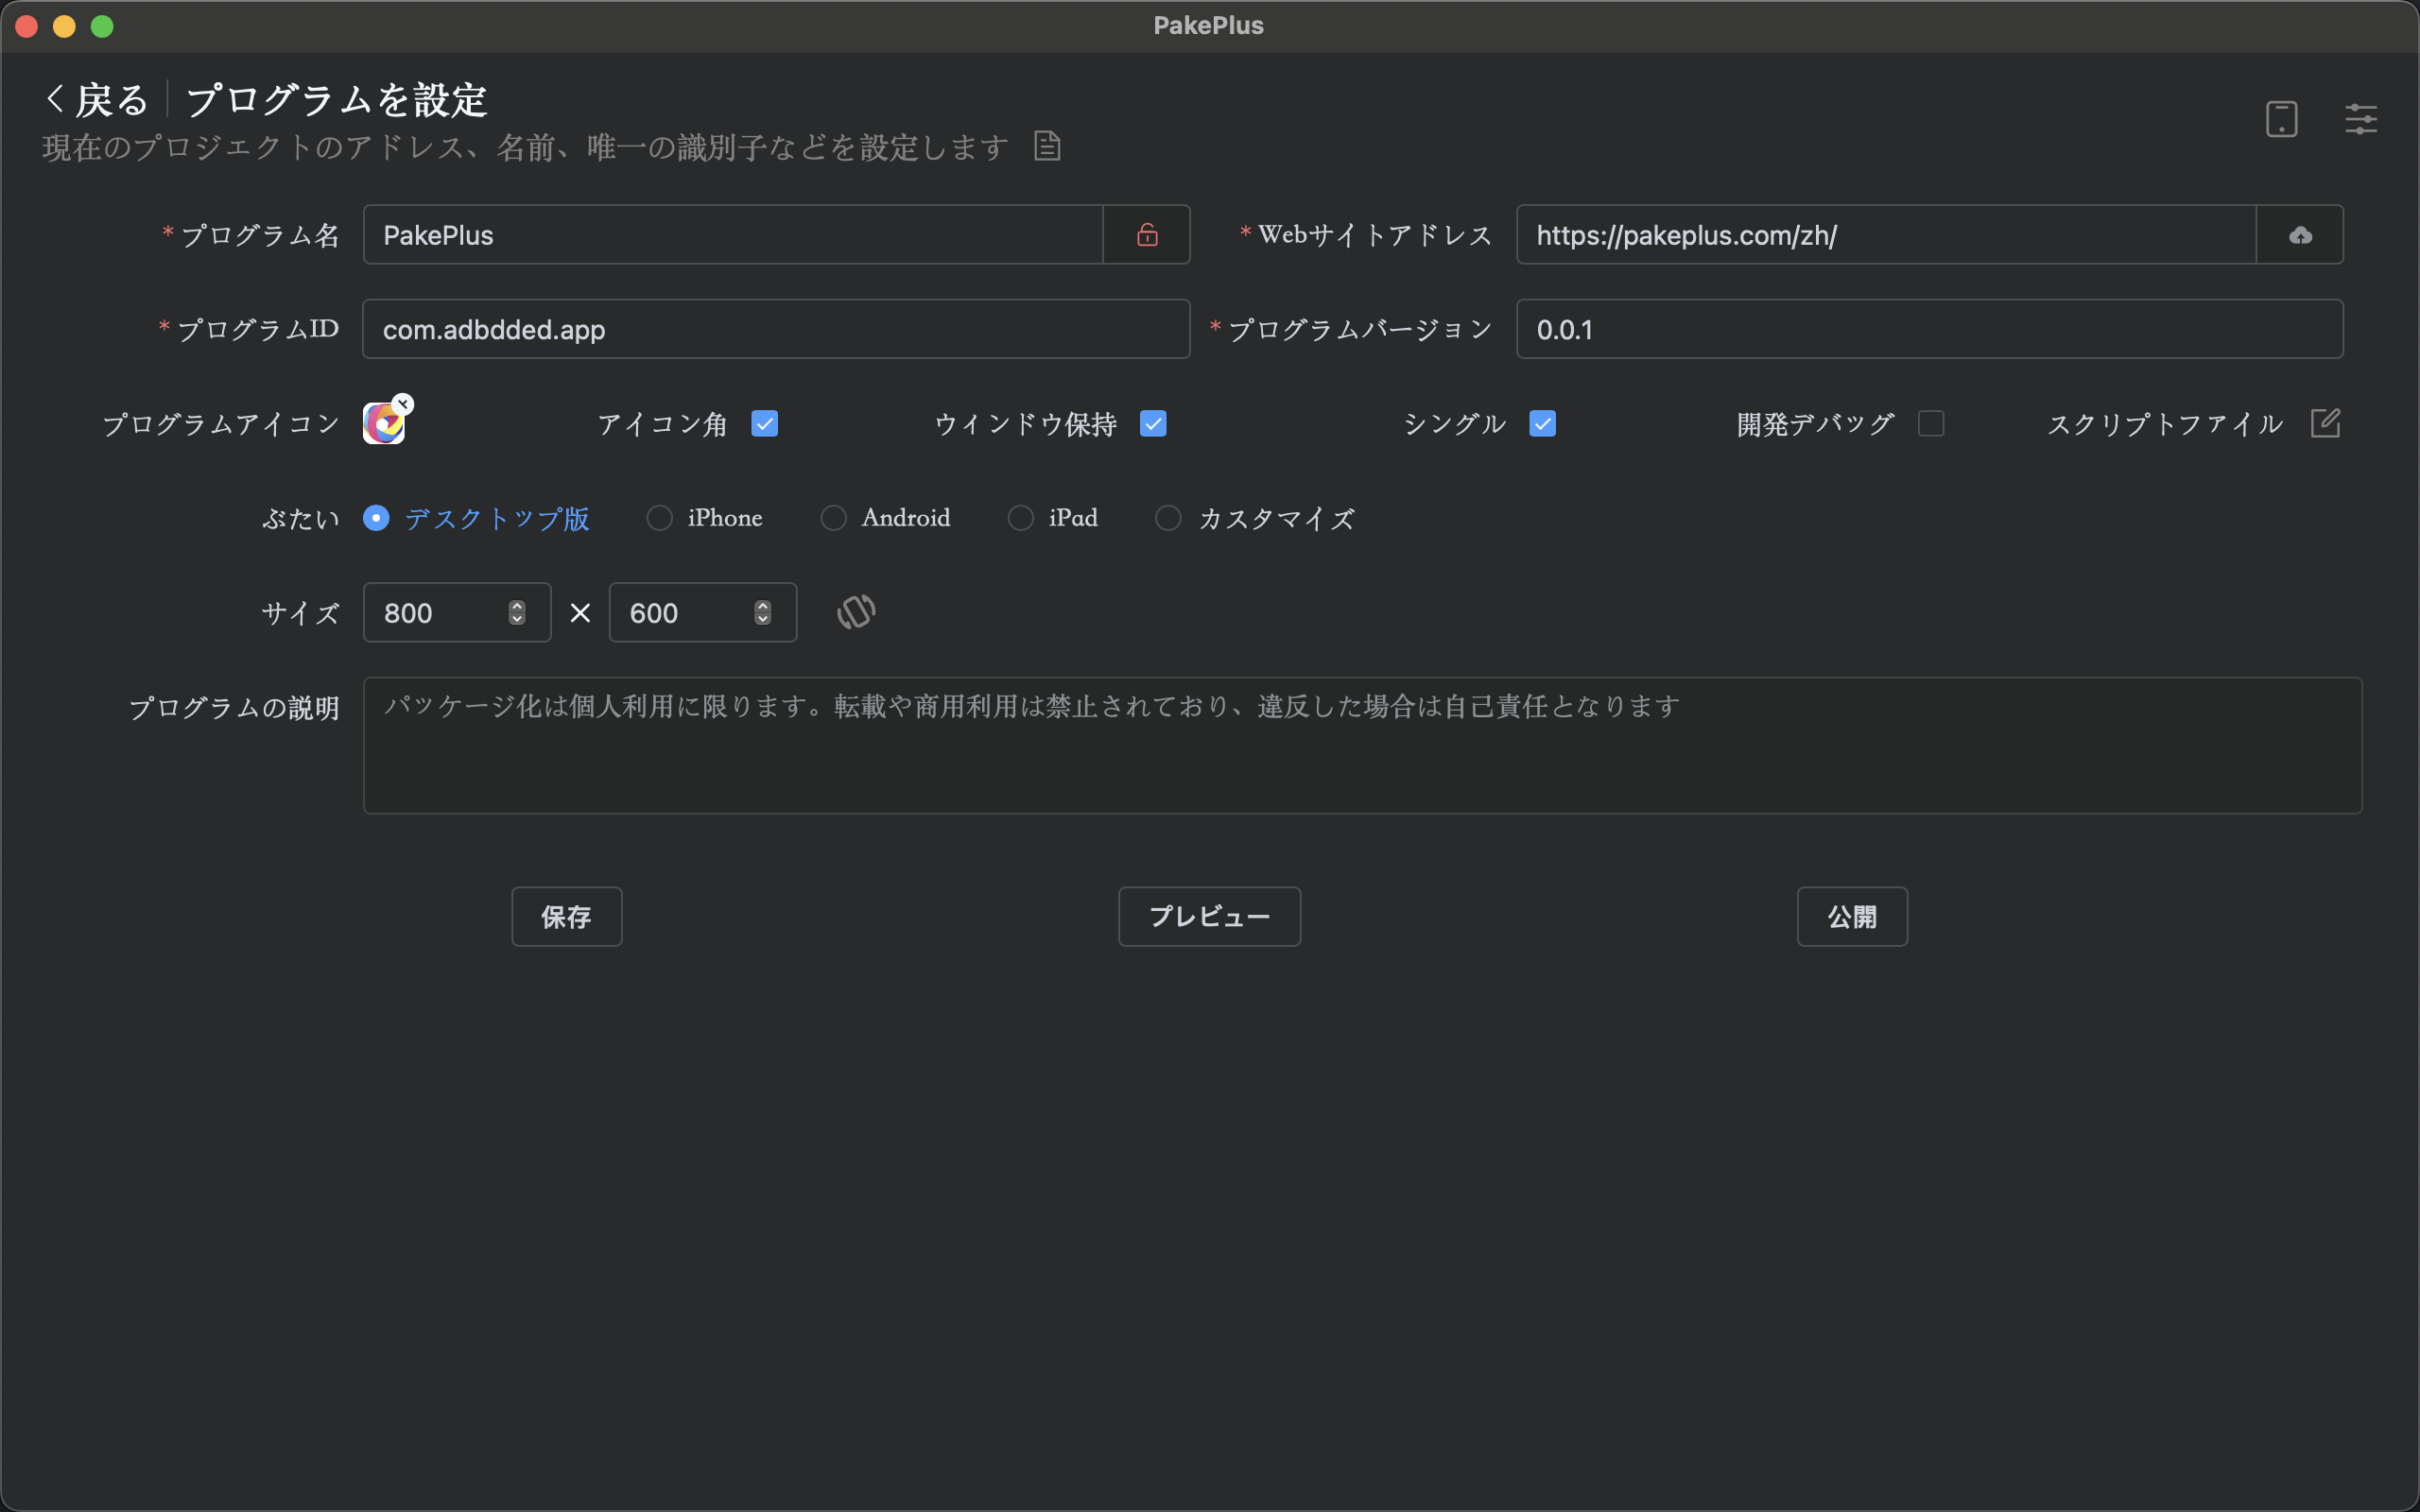 PakePlus
戻る プログラムを設定
現在のプロジェクトのアドレス、名前、唯一の識別子などを設定します
*プログラム名 PakePlus *Webサイトアドレス https://pakeplus.com/zh/
*プログラムID com.adbdded.app *プログラムバージョン 0.0.1
プログラムアイコン アイコン角 ウィンドウ保持 シングル 開発デバッグ スクリプトファイル
ぶたい デスクトップ版 iPhone Android iPad カスタマイズ
サイズ 800 × 600
プログラムの説明 パッケージ化は個人利用に限ります。転載や商用利用は禁止されており、違反した場合は自己責任となります
保存 プレビュー 公開